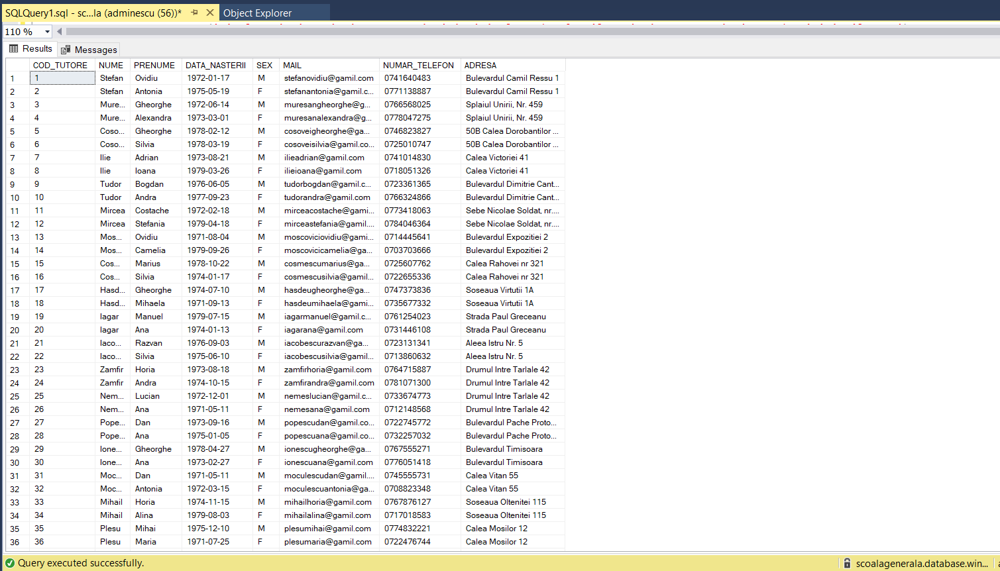 SQLQuery1.sql - sc...la (adminescu (56))* Object Explorer
110 %
Results Messages
COD_TUTORE NUME PRENUME DATA_NASTERII SEX MAIL NUMAR_TELEFON ADRESA
1 1 Stefan Ovidiu 1972-01-17 M stefanovidiu@gamil.com 0741640483 Bulevardul Camil Ressu 1
2 2 Stefan Antonia 1975-05-19 F stefanantonia@gamil.c... 0771138887 Bulevardul Camil Ressu 1
3 3 Mure... Gheorghe 1972-06-14 M muresangheorghe@g... 0766568025 Splaiul Unirii, Nr. 459
4 4 Mure... Alexandra 1973-03-01 F muresanalexandra@g... 0778047275 Splaiul Unirii, Nr. 459
5 5 Coso... Gheorghe 1978-02-12 M cosoveigheorghe@ga... 0746823827 50B Calea Dorobantilor ...
6 6 Coso... Silvia 1978-03-19 F cosoveisilvia@gamil.co... 0725010747 50B Calea Dorobantilor ...
7 7 Ilie Adrian 1973-08-21 M ilieadrian@gamil.com 0741014830 Calea Victoriei 41
8 8 Ilie Ioana 1979-03-26 F ilieioana@gamil.com 0718051326 Calea Victoriei 41
9 9 Tudor Bogdan 1976-06-05 M tudorbogdan@gamil.c... 0723361365 Bulevardul Dimitrie Cant...
10 10 Tudor Andra 1977-09-23 F tudorandra@gamil.com 0766324866 Bulevardul Dimitrie Cant...
11 11 Mircea Costache 1972-02-18 M mirceacostache@gami... 0773418063 Sebe Nicolae Soldat, nr....
12 12 Mircea Stefania 1979-04-18 F mirceastefania@gamil... 0784046364 Sebe Nicolae Soldat, nr....
13 13 Mos... Ovidiu 1971-08-04 M moscoviciovidiu@gami... 0714445641 Bulevardul Expozitiei 2
14 14 Mos... Camelia 1979-09-26 F moscovicicamelia@ga... 0703703666 Bulevardul Expozitiei 2
15 15 Cos... Marius 1978-10-22 M cosmescumarius@ga... 0725607762 Calea Rahovei nr 321
16 16 Cos... Silvia 1974-01-17 F cosmescusilvia@gamil... 0722655336 Calea Rahovei nr 321
17 17 Hasd... Gheorghe 1974-07-10 M hasdeugheorghe@ga... 0747373836 Soseaua Virtutii 1A
18 18 Hasd... Mihaela 1971-09-13 F hasdeumihaela@gami... 0735677332 Soseaua Virtutii 1A
19 19 Iagar Manuel 1979-07-15 M iagarmanuel@gamil.c... 0761254023 Strada Paul Greceanu
20 20 Iagar Ana 1974-01-13 F iagarana@gamil.com 0731446108 Strada Paul Greceanu
21 21 Iaco... Razvan 1976-09-03 M iacobescurazvan@ga... 0723131341 Aleea Istru Nr. 5
22 22 Iaco... Silvia 1975-06-10 F iacobescusilvia@gamil... 0713860632 Aleea Istru Nr. 5
23 23 Zamfir Horia 1973-08-18 M zamfirhoria@gamil.com 0764715887 Drumul Intre Tarlale 42
24 24 Zamfir Andra 1974-10-15 F zamfirandra@gamil.com 0781071300 Drumul Intre Tarlale 42
25 25 Nem... Lucian 1972-12-01 M nemeslucian@gamil.c... 0733674773 Drumul Intre Tarlale 42
26 26 Nem... Ana 1971-05-11 F nemesana@gamil.com 0712148568 Drumul Intre Tarlale 42
27 27 Pope... Dan 1973-09-16 M popescudan@gamil.co... 0722745772 Bulevardul Pache Proto...
28 28 Pope... Ana 1975-01-05 F popescuana@gamil.co... 0732257032 Bulevardul Pache Proto...
29 29 Ione... Gheorghe 1978-04-27 M ionescugheorghe@ga... 0767555271 Bulevardul Timisoara
30 30 Ione... Ana 1973-02-27 F ionescuana@gamil.com 0776051418 Bulevardul Timisoara
31 31 Moc... Dan 1971-05-11 M moculescudan@gamil.... 0745555731 Calea Vitan 55
32 32 Moc... Antonia 1972-03-15 F moculescuantonia@ga... 0708823348 Calea Vitan 55
33 33 Mihail Horia 1974-11-15 M mihailhoria@gamil.com 0767876127 Soseaua Oltenitei 115
34 34 Mihail Alina 1979-08-03 F mihailalina@gamil.com 0717018583 Soseaua Oltenitei 115
35 35 Plesu Mihai 1975-12-10 M plesumihai@gamil.com 0774832221 Calea Mosilor 12
36 36 Plesu Maria 1971-07-25 F plesumaria@gamil.com 0722476744 Calea Mosilor 12
Query executed successfully. scoalagenerala.database.win...